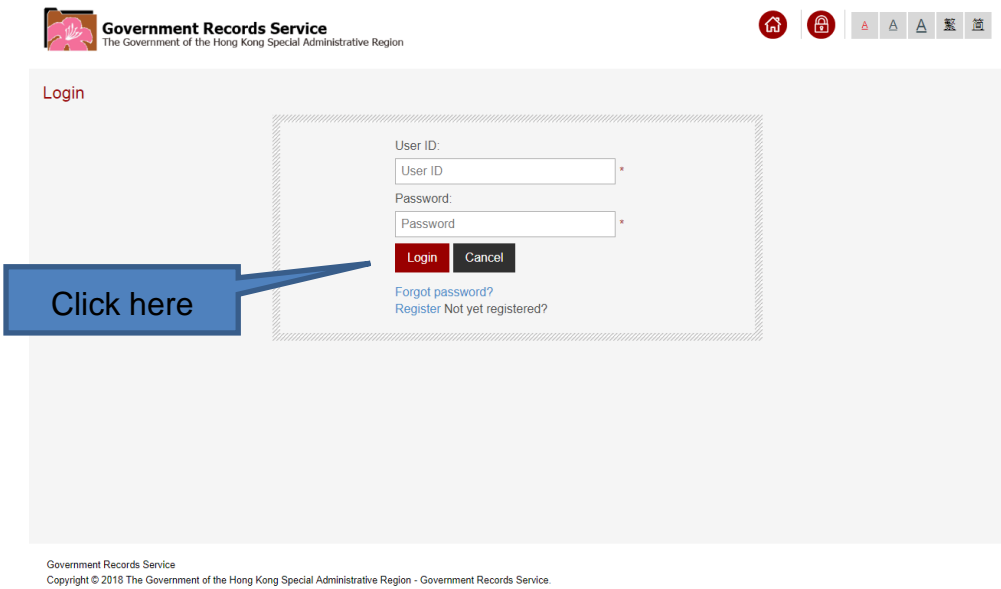 Government Records Service
The Government of the Hong Kong Special Administrative Region
A A A 繁 简
Login
User ID:
User ID *
Password:
Password *
Login Cancel
Click here
Forgot password?
Register Not yet registered?
Government Records Service
Copyright © 2018 The Government of the Hong Kong Special Administrative Region - Government Records Service.